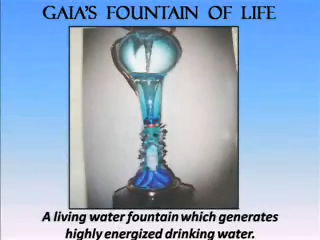 GAIA'S FOUNTAIN OF LIFE
A living water fountain which generates
highly energized drinking water.